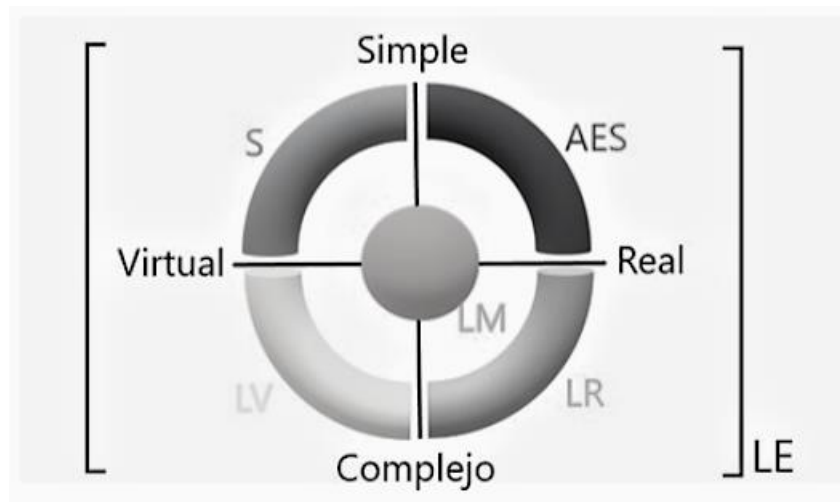 Simple
S
AES
Virtual
Real
LM
LV
LR
Complejo
LE